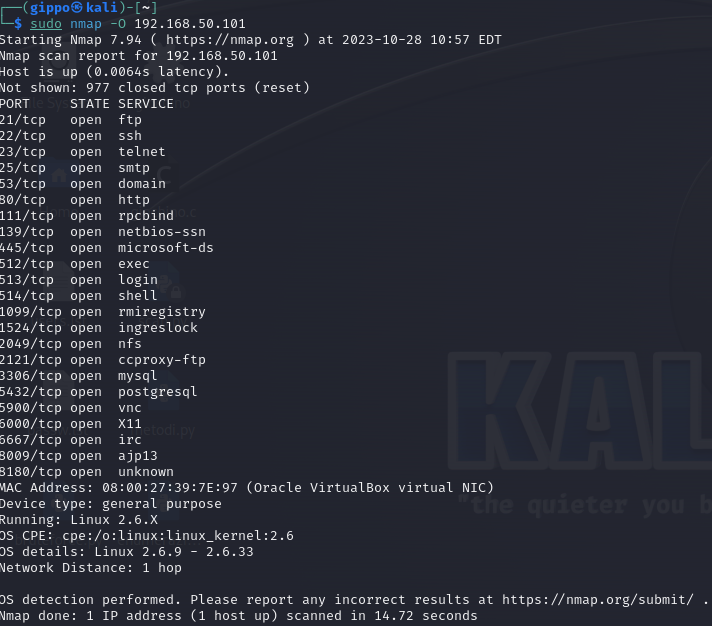 ┌──(gippo㉿kali)-[~]
└─$ sudo nmap -O 192.168.50.101
Starting Nmap 7.94 ( https://nmap.org ) at 2023-10-28 10:57 EDT
Nmap scan report for 192.168.50.101
Host is up (0.0064s latency).
Not shown: 977 closed tcp ports (reset)
PORT     STATE SERVICE
21/tcp   open  ftp
22/tcp   open  ssh
23/tcp   open  telnet
25/tcp   open  smtp
53/tcp   open  domain
80/tcp   open  http
111/tcp  open  rpcbind
139/tcp  open  netbios-ssn
445/tcp  open  microsoft-ds
512/tcp  open  exec
513/tcp  open  login
514/tcp  open  shell
1099/tcp open  rmiregistry
1524/tcp open  ingreslock
2049/tcp open  nfs
2121/tcp open  ccproxy-ftp
3306/tcp open  mysql
5432/tcp open  postgresql
5900/tcp open  vnc
6000/tcp open  X11
6667/tcp open  irc
8009/tcp open  ajp13
8180/tcp open  unknown
MAC Address: 08:00:27:39:7E:97 (Oracle VirtualBox virtual NIC)
Device type: general purpose
Running: Linux 2.6.X
OS CPE: cpe:/o:linux:linux_kernel:2.6
OS details: Linux 2.6.9 - 2.6.33
Network Distance: 1 hop
OS detection performed. Please report any incorrect results at https://nmap.org/submit/ .
Nmap done: 1 IP address (1 host up) scanned in 14.72 seconds
KAL
"the quieter you b